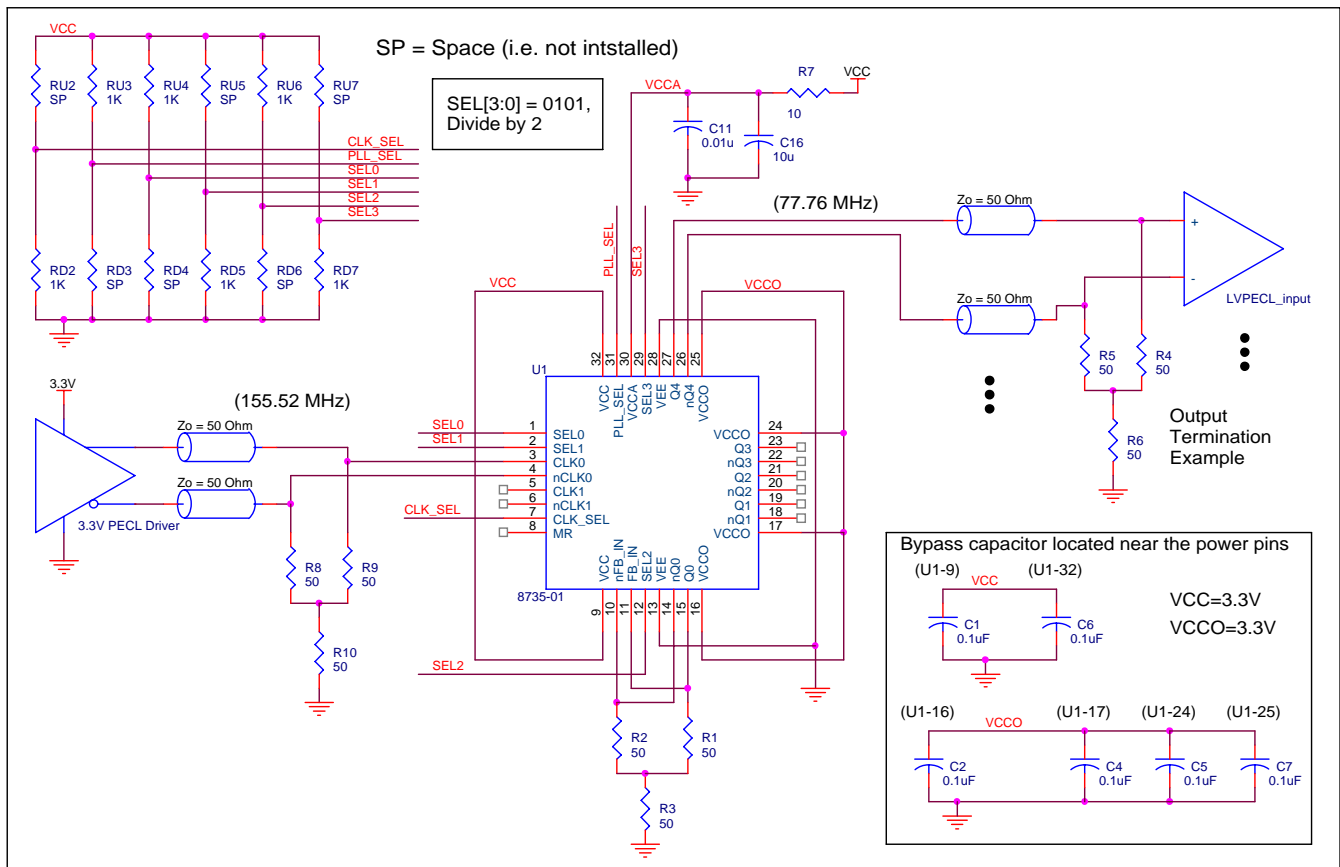 VCC
SP = Space (i.e. not intstalled)
RU2
SP
RU3
1K
RU4
1K
RU5
SP
RU6
1K
RU7
SP
SEL[3:0] = 0101,
Divide by 2
VCCA
R7
10
VCC
C11
0.01u
C16
10u
CLK_SEL
PLL_SEL
SEL0
SEL1
SEL2
SEL3
RD2
1K
RD3
SP
RD4
SP
RD5
1K
RD6
SP
RD7
1K
(77.76 MHz)
Zo = 50 Ohm
Zo = 50 Ohm
+
-
LVPECL_input
R5
50
R4
50
R6
50
Output
Termination
Example
VCC
PLL_SEL
SEL3
VCCO
3.3V
(155.52 MHz)
Zo = 50 Ohm
Zo = 50 Ohm
3.3V PECL Driver
R8
50
R9
50
R10
50
SEL0
SEL1
CLK_SEL
SEL2
U1
32
31
30
29
28
27
26
25
VCC
PLL_SEL
VCCA
SEL3
VEE
Q4
nQ4
VCCO
1 SEL0
2 SEL1
3 CLK0
4 nCLK0
5 CLK1
6 nCLK1
7 CLK_SEL
8 MR
VCCO 24
Q3 23
nQ3 22
Q2 21
nQ2 20
Q1 19
nQ1 18
VCCO 17
VCC
nFB_IN
FB_IN
SEL2
VEE
nQ0
Q0
VCCO
8735-01
9
10
11
12
13
14
15
16
R2
50
R1
50
R3
50
Bypass capacitor located near the power pins
(U1-9)
(U1-32)
VCC
C1
0.1uF
C6
0.1uF
VCC=3.3V
VCCO=3.3V
(U1-16)
(U1-17)
(U1-24)
(U1-25)
VCCO
C2
0.1uF
C4
0.1uF
C5
0.1uF
C7
0.1uF